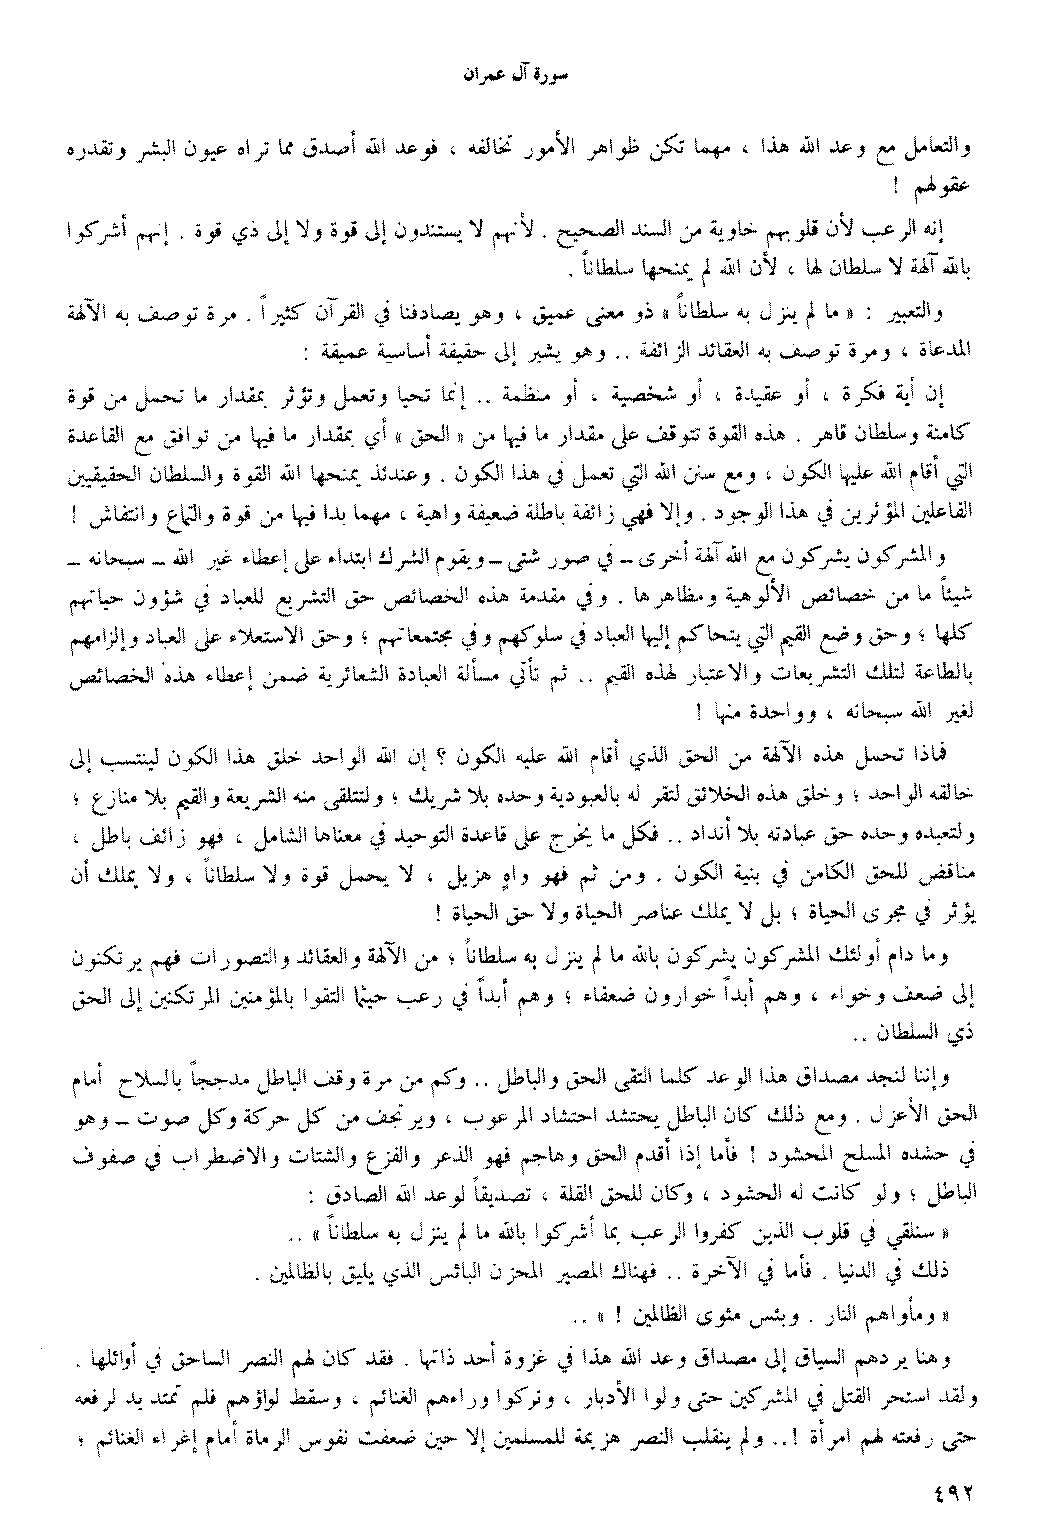 سورة آل عمران
والتعامل مع وعد الله هذا ، مهما تكن ظواهر الأمور تخالفه ، فوعد الله أصدق مما تراه عيون البشر وتقدره
عقولهم !
إنه الرعب لأن قلوبهم خاوية من السند الصحيح . لأنهم لا يستندون إلى قوة ولا إلى ذي قوة . إنهم أشركوا
بالله آلهة لا سلطان لها ، لأن الله لم يمنحها سلطاناً .
والتعبير : « ما لم ينزل به سلطاناً » ذو معنى عميق ، وهو يصادفنا في القرآن كثيراً . مرة توصف به الآلهة
المدعاة ، ومرة توصف به العقائد الزائفة .. وهو يشير إلى حقيقة أساسية عميقة :
إن أية فكرة ، أو عقيدة ، أو شخصية ، أو منظمة .. إنما تحيا وتعمل وتؤثر بمقدار ما تحمل من قوة
كامنة وسلطان قاهر . هذه القوة تتوقف على مقدار ما فيها من « الحق » أي بمقدار ما فيها من توافق مع القاعدة
التي أقام الله عليها الكون ، ومع سنن الله التي تعمل في هذا الكون . وعندئذ يمنحها الله القوة والسلطان الحقيقيين
الفاعلين المؤثرين في هذا الوجود . وإلا فهي زائفة باطلة ضعيفة واهية ، مهما بدا فيها من قوة والتماع وانتفاش !
والمشركون يشركون مع الله آلهة أخرى – في صور شتى – ويقوم الشرك ابتداء على إعطاء غير الله – سبحانه –
شيئاً ما من خصائص الألوهية ومظاهرها . وفي مقدمة هذه الخصائص حق التشريع للعباد في شؤون حياتهم
كلها ؛ وحق وضع القيم التي يتحاكم إليها العباد في سلوكهم وفي مجتمعاتهم ؛ وحق الاستعلاء على العباد وإلزامهم
بالطاعة لتلك التشريعات والاعتبار لهذه القيم .. ثم تأتي مسألة العبادة الشعائرية ضمن إعطاء هذه الخصائص
لغير الله سبحانه ، وواحدة منها !
فماذا تحمل هذه الآلهة من الحق الذي أقام الله عليه الكون ؟ إن الله الواحد خلق هذا الكون لينتسب إلى
خالقه الواحد ؛ وخلق هذه الخلائق لتقر له بالعبودية وحده بلا شريك ؛ ولتتلقى منه الشريعة والقيم بلا منازع ؛
ولتعبده وحده حق عبادته بلا أنداد .. فكل ما يخرج على قاعدة التوحيد في معناها الشامل ، فهو زائف باطل ،
مناقض للحق الكامن في بنية الكون . ومن ثم فهو واهٍ هزيل ، لا يحمل قوة ولا سلطاناً ، ولا يملك أن
يؤثر في مجرى الحياة ؛ بل لا يملك عناصر الحياة ولا حق الحياة !
وما دام أولئك المشركون يشركون بالله ما لم ينزل به سلطاناً ؛ من الآلهة والعقائد والتصورات فهم يرتكنون
إلى ضعف وخواء ، وهم أبداً خوارون ضعفاء ؛ وهم أبداً في رعب حيثما التقوا بالمؤمنين المرتكنين إلى الحق
ذي السلطان ..
وإننا لنجد مصداق هذا الوعد كلما التقى الحق والباطل .. وكم من مرة وقف الباطل مدججاً بالسلاح أمام
الحق الأعزل . ومع ذلك كان الباطل يحتشد احتشاد المرعوب ، ويرتجف من كل حركة وكل صوت – وهو
في حشده المسلح المحشود ! فأما إذا أقدم الحق وهاجم فهو الذعر والفزع والشتات والاضطراب في صفوف
الباطل ؛ ولو كانت له الحشود ، وكان للحق القلة ، تصديقاً لوعد الله الصادق :
« سنلقي في قلوب الذين كفروا الرعب بما أشركوا بالله ما لم ينزل به سلطاناً » ..
ذلك في الدنيا . فأما في الآخرة .. فهناك المصير المحزن البائس الذي يليق بالظالمين .
« ومأواهم النار . وبئس مثوى الظالمين ! » ..
وهنا يردهم السياق إلى مصداق وعد الله هذا في غزوة أحد ذاتها . فقد كان لهم النصر الساحق في أوائلها .
ولقد استحر القتل في المشركين حتى ولوا الأدبار ، وتركوا وراءهم الغنائم ، وسقط لواؤهم فلم تمتد يد لرفعه
حتى رفعته لهم امرأة !.. ولم ينقلب النصر هزيمة للمسلمين إلا حين ضعفت نفوس الرماة أمام إغراء الغنائم ؛
٤٩٢